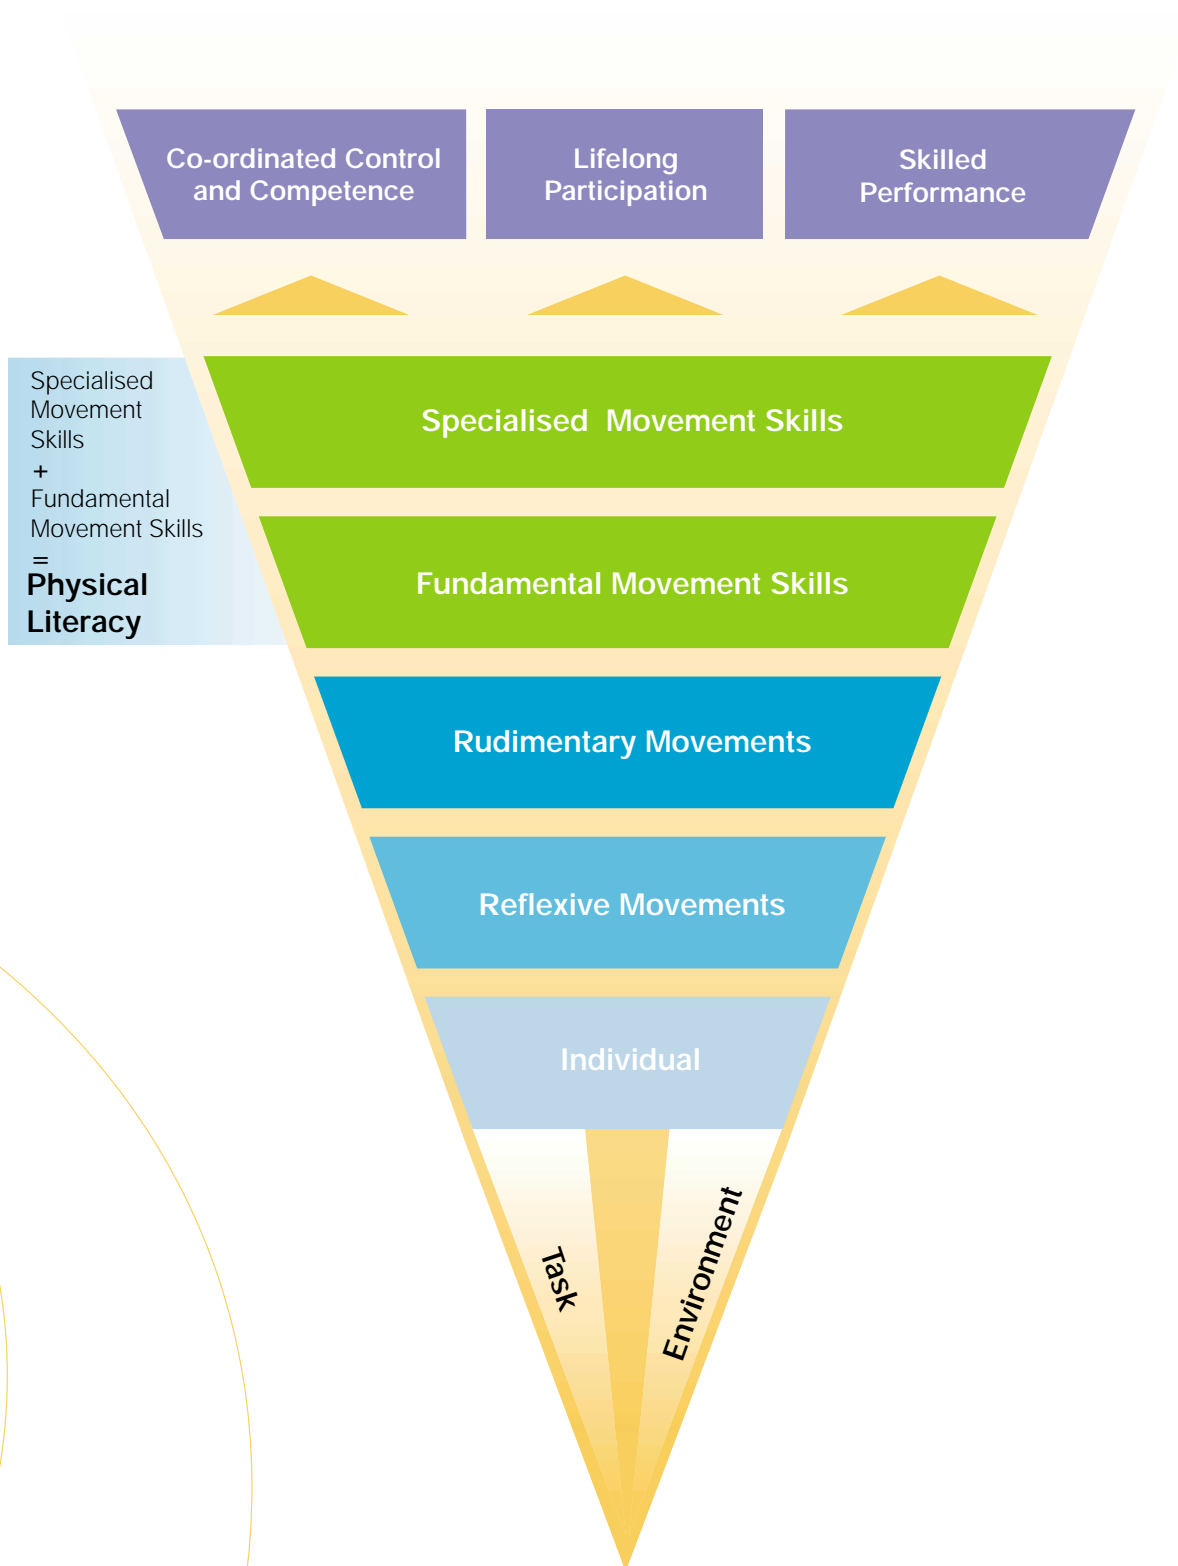 Co-ordinated Control
and Competence
Lifelong
Participation
Skilled
Performance
Specialised
Movement
Skills
+
Fundamental
Movement Skills
=
Physical
Literacy
Specialised  Movement Skills
Fundamental Movement Skills
Rudimentary Movements
Reflexive Movements
Individual
Task
Environment